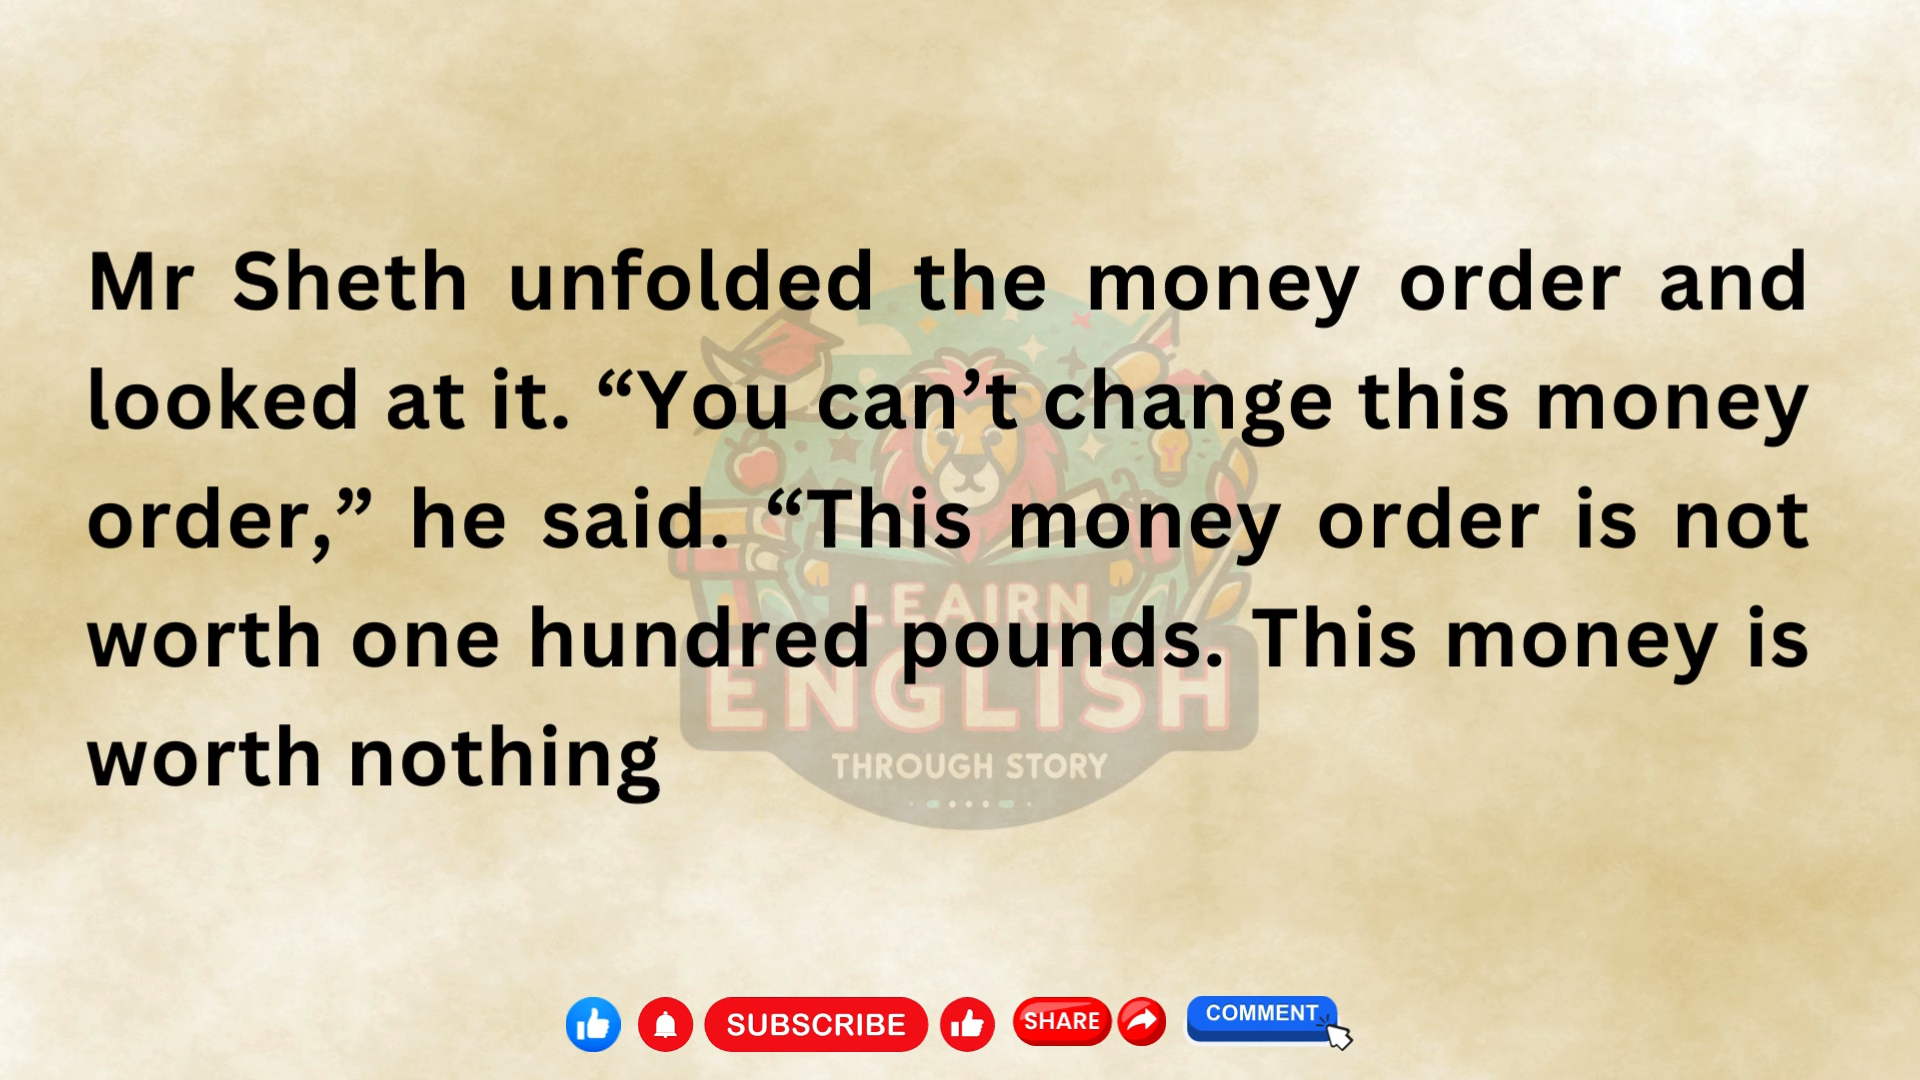 Mr Sheth unfolded the money order and
looked at it. “You can’t change this money
order,” he said. “This money order is not
worth one hundred pounds. This money is
worth nothing
LEAIRN
ENGLISH
THROUGH STORY
SUBSCRIBE
SHARE
COMMENT